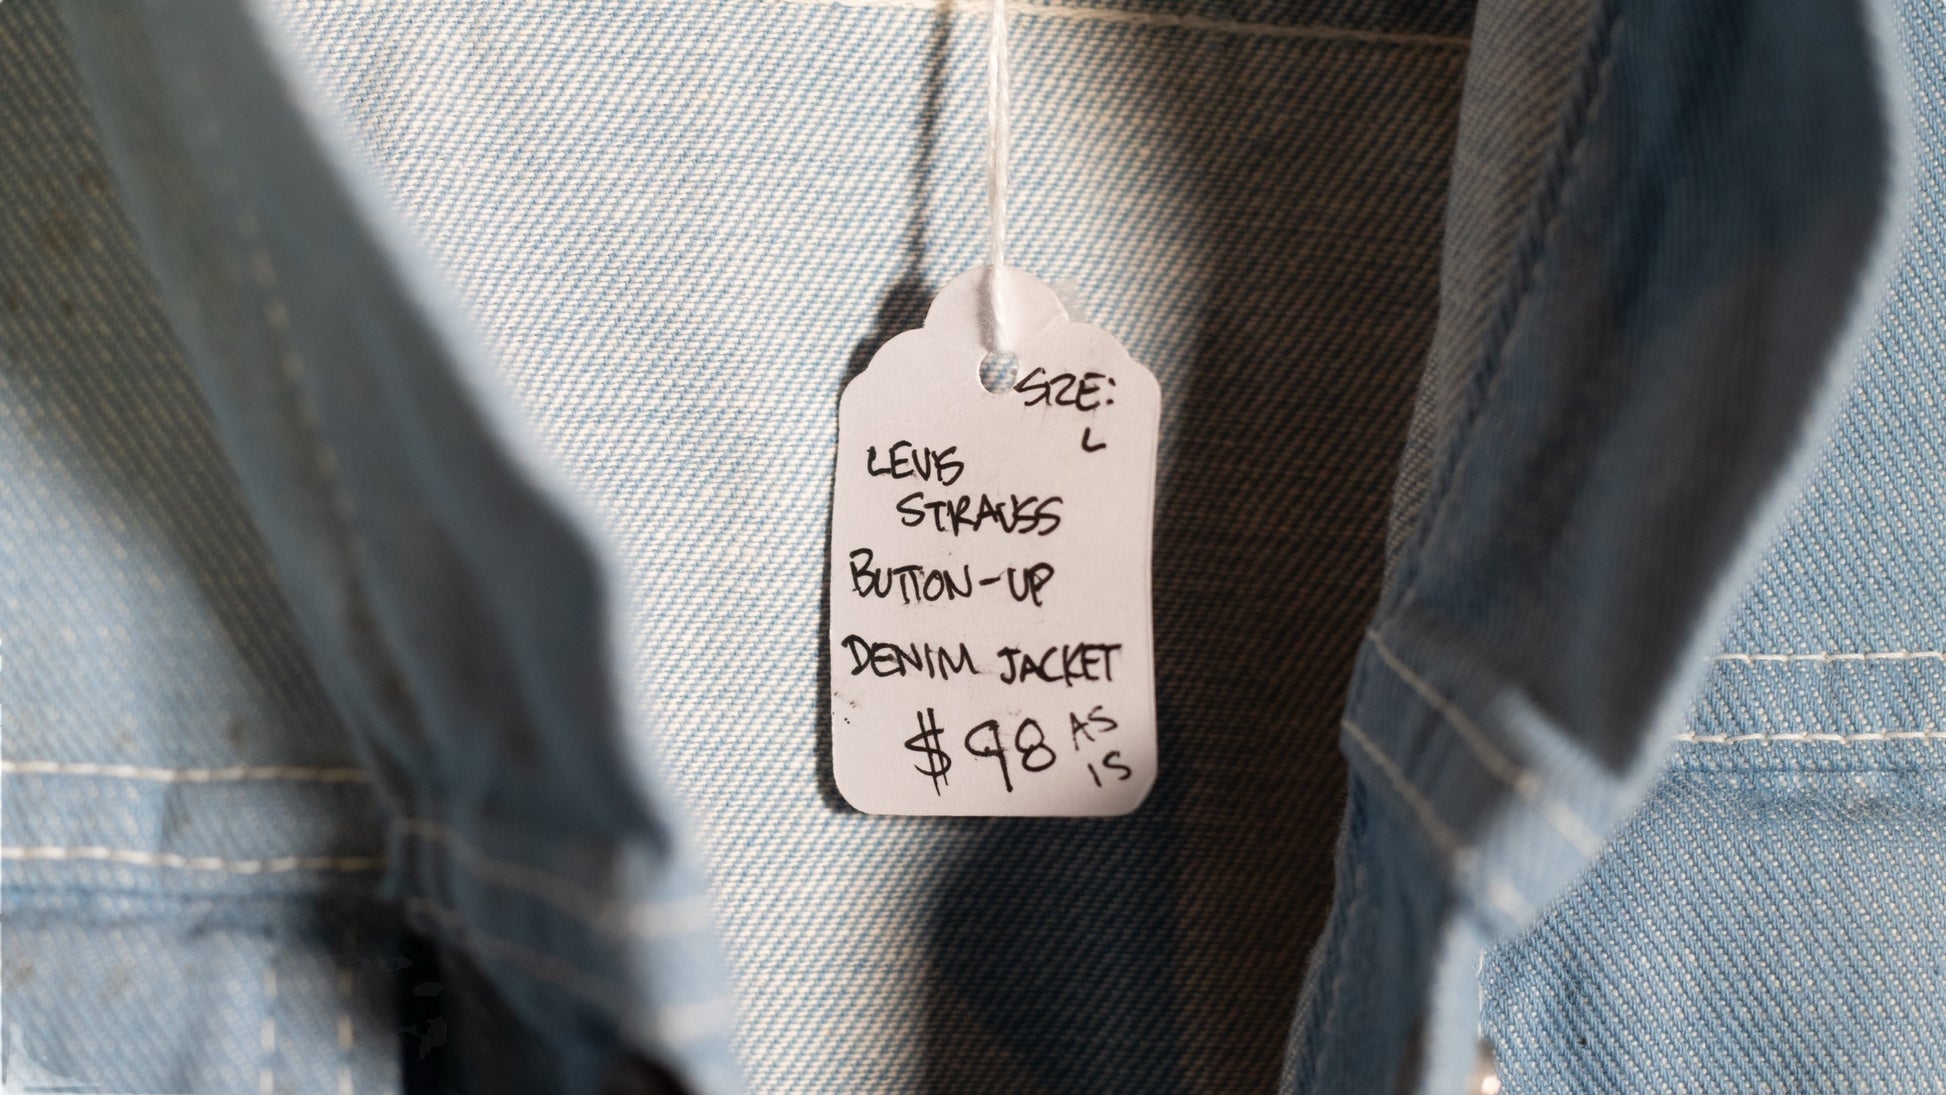 SIZE:
L
LEVIS
STRAUSS
BUTTON-UP
DENIM JACKET
$98 AS
IS